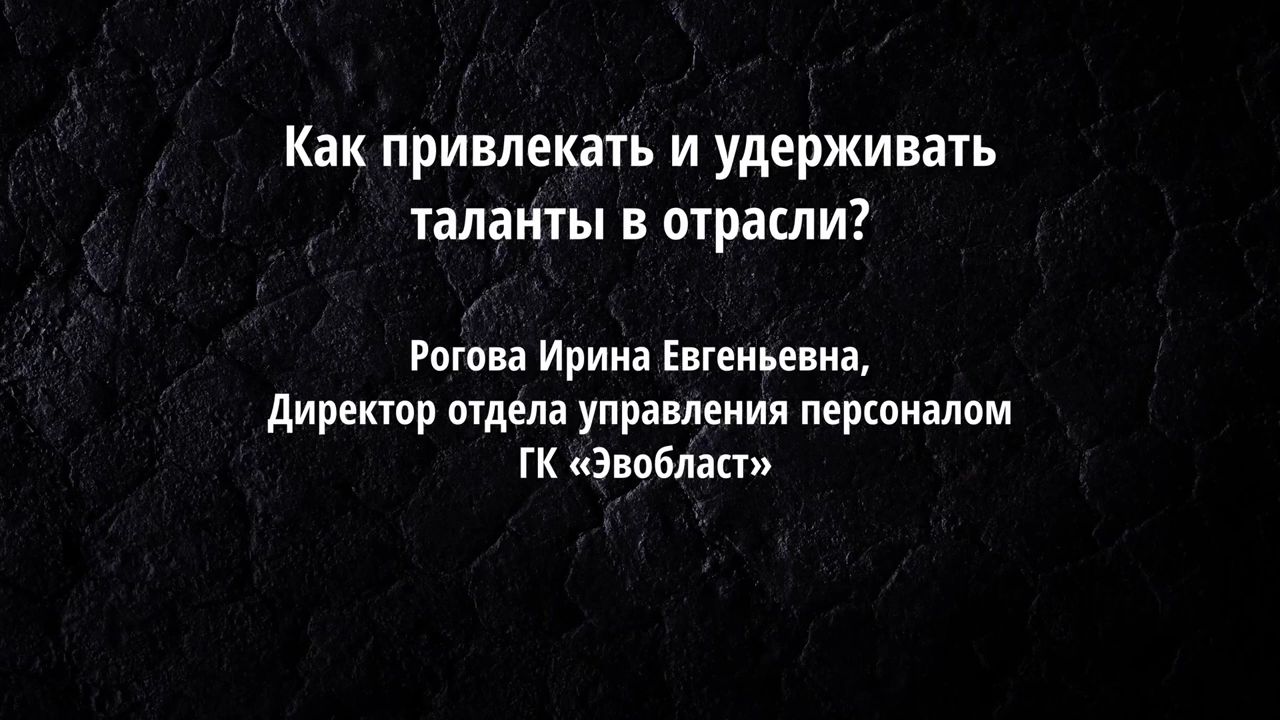 Как привлекать и удерживать
таланты в отрасли?
Рогова Ирина Евгеньевна,
Директор отдела управления персоналом
ГК «Эвобласт»